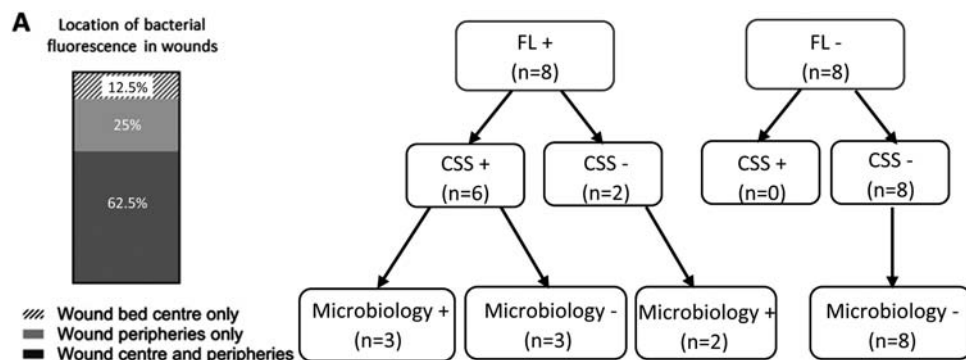 A
Location of bacterial
fluorescence in wounds
12.5%
25%
62.5%
Wound bed centre only
Wound peripheries only
Wound centre and peripheries
FL +
(n=8)
FL -
(n=8)
CSS +
(n=6)
CSS -
(n=2)
CSS +
(n=0)
CSS -
(n=8)
Microbiology +
(n=3)
Microbiology -
(n=3)
Microbiology +
(n=2)
Microbiology -
(n=8)